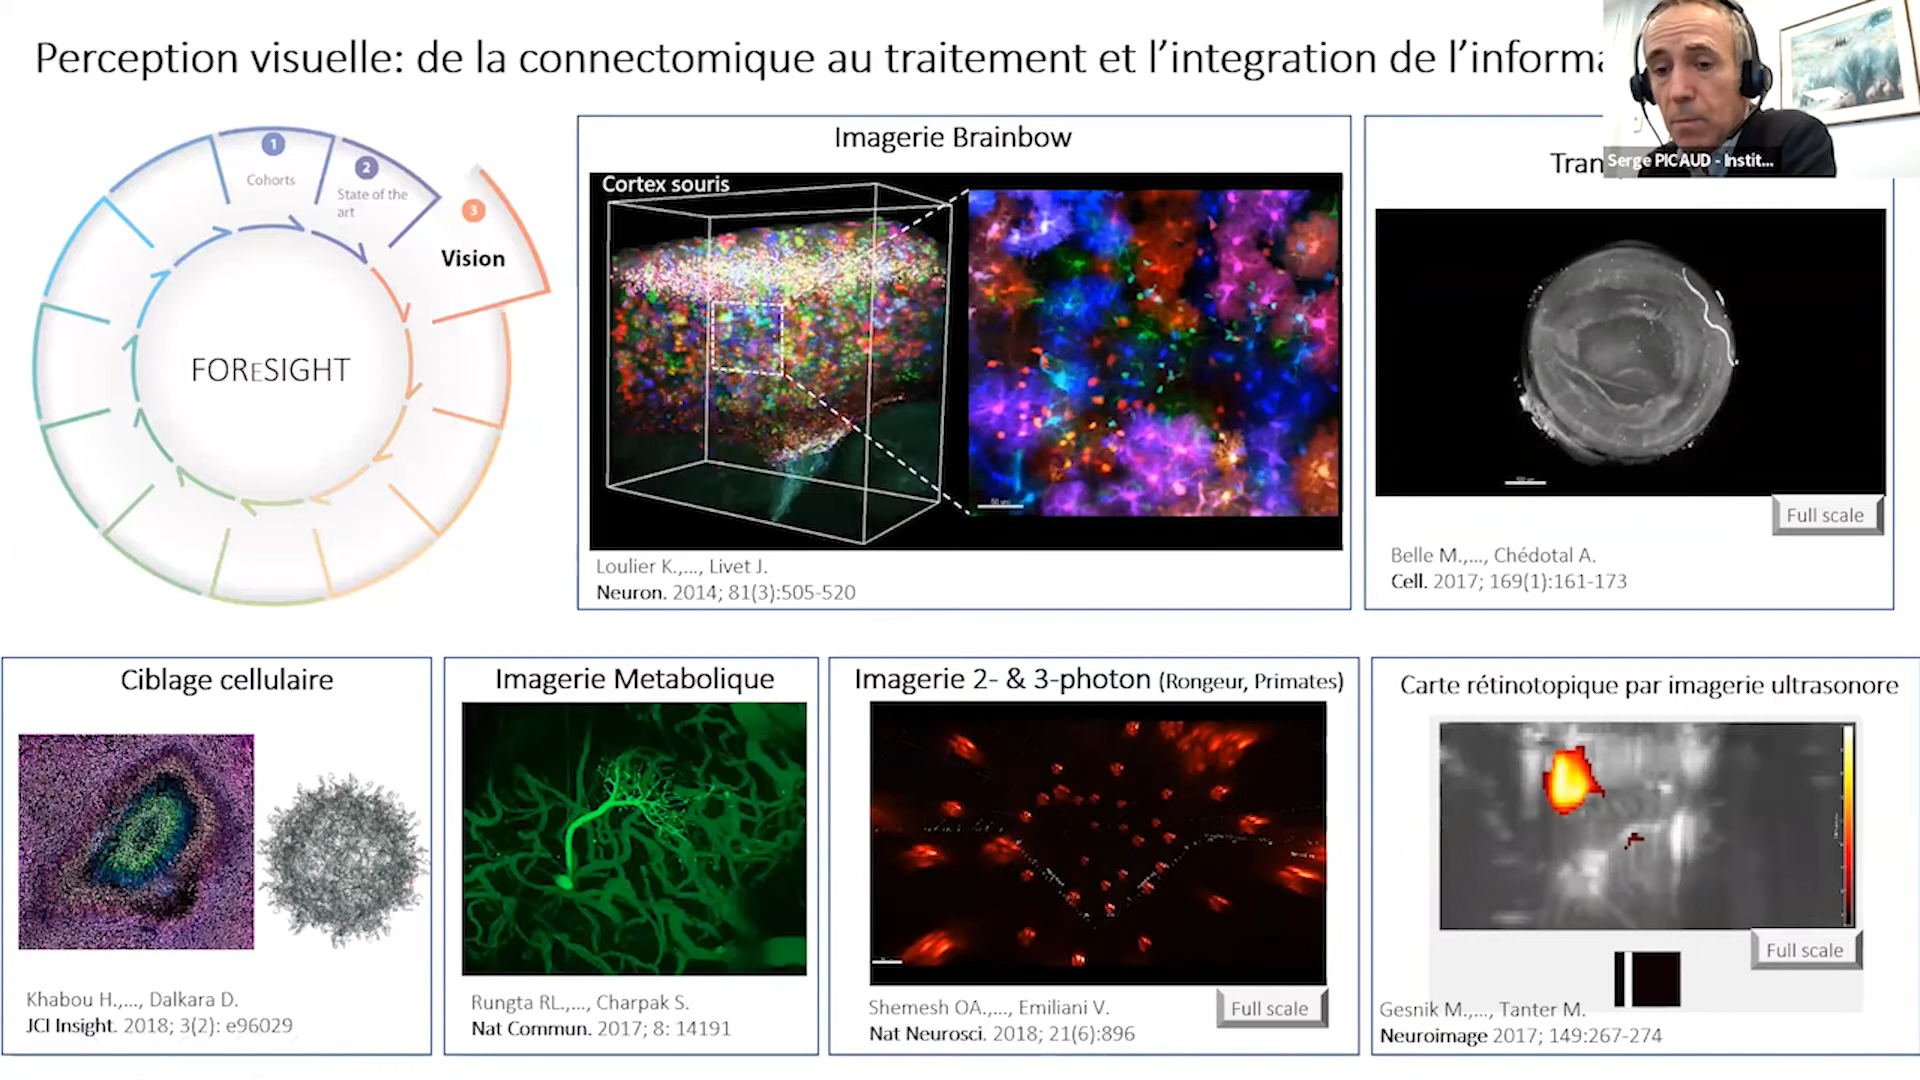 Perception visuelle: de la connectomique au traitement et l'integration de l'informa
Serge PICAUD - Instit...
1
Cohorts
2
State of the
art
3
Vision
FORESIGHT
Imagerie Brainbow
Cortex souris
Loulier K.,..., Livet J.
Neuron. 2014; 81(3):505-520
Tran
Full scale
Belle M.,..., Chédotal A.
Cell. 2017; 169(1):161-173
Ciblage cellulaire
Khabou H.,..., Dalkara D.
JCI Insight. 2018; 3(2): e96029
Imagerie Metabolique
Rungta RL.,..., Charpak S.
Nat Commun. 2017; 8: 14191
Imagerie 2- & 3-photon (Rongeur, Primates)
Shemesh OA.,..., Emiliani V.
Nat Neurosci. 2018; 21(6):896
Full scale
Carte rétinotopique par imagerie ultrasonore
Full scale
Gesnik M.,..., Tanter M.
Neuroimage 2017; 149:267-274